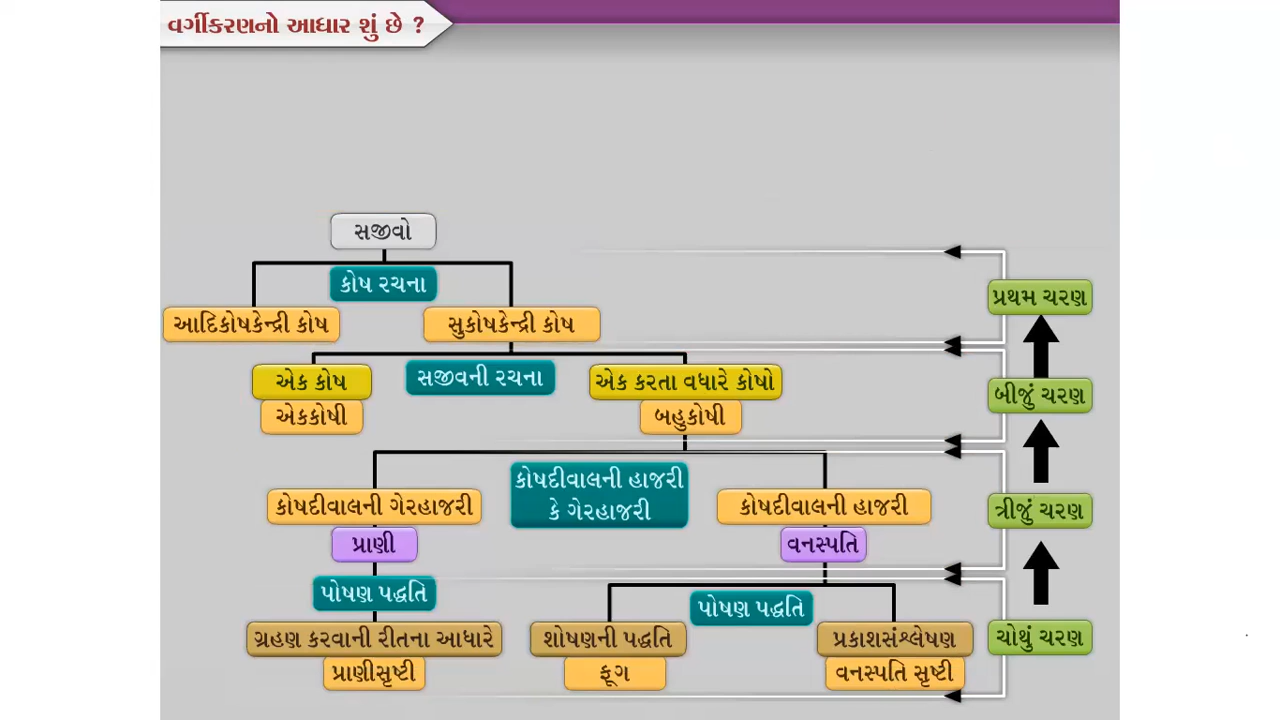 વર્ગીકરણનો આધાર શું છે ?
સજીવો
કોષ રચના
પ્રથમ ચરણ
આદિકોષકેન્દ્રી કોષ
સુકોષકેન્દ્રી કોષ
એક કોષ
સજીવની રચના
એક કરતા વધારે કોષો
બીજું ચરણ
એકકોષી
બહુકોષી
કોષદીવાલની હાજરી
કે ગેરહાજરી
કોષદીવાલની ગેરહાજરી
કોષદીવાલની હાજરી
ત્રીજું ચરણ
પ્રાણી
વનસ્પતિ
પોષણ પદ્ધતિ
પોષણ પદ્ધતિ
ગ્રહણ કરવાની રીતના આધારે
શોષણની પદ્ધતિ
પ્રકાશસંશ્લેષણ
ચોથું ચરણ
પ્રાણીસૃષ્ટી
ફૂગ
વનસ્પતિ સૃષ્ટી